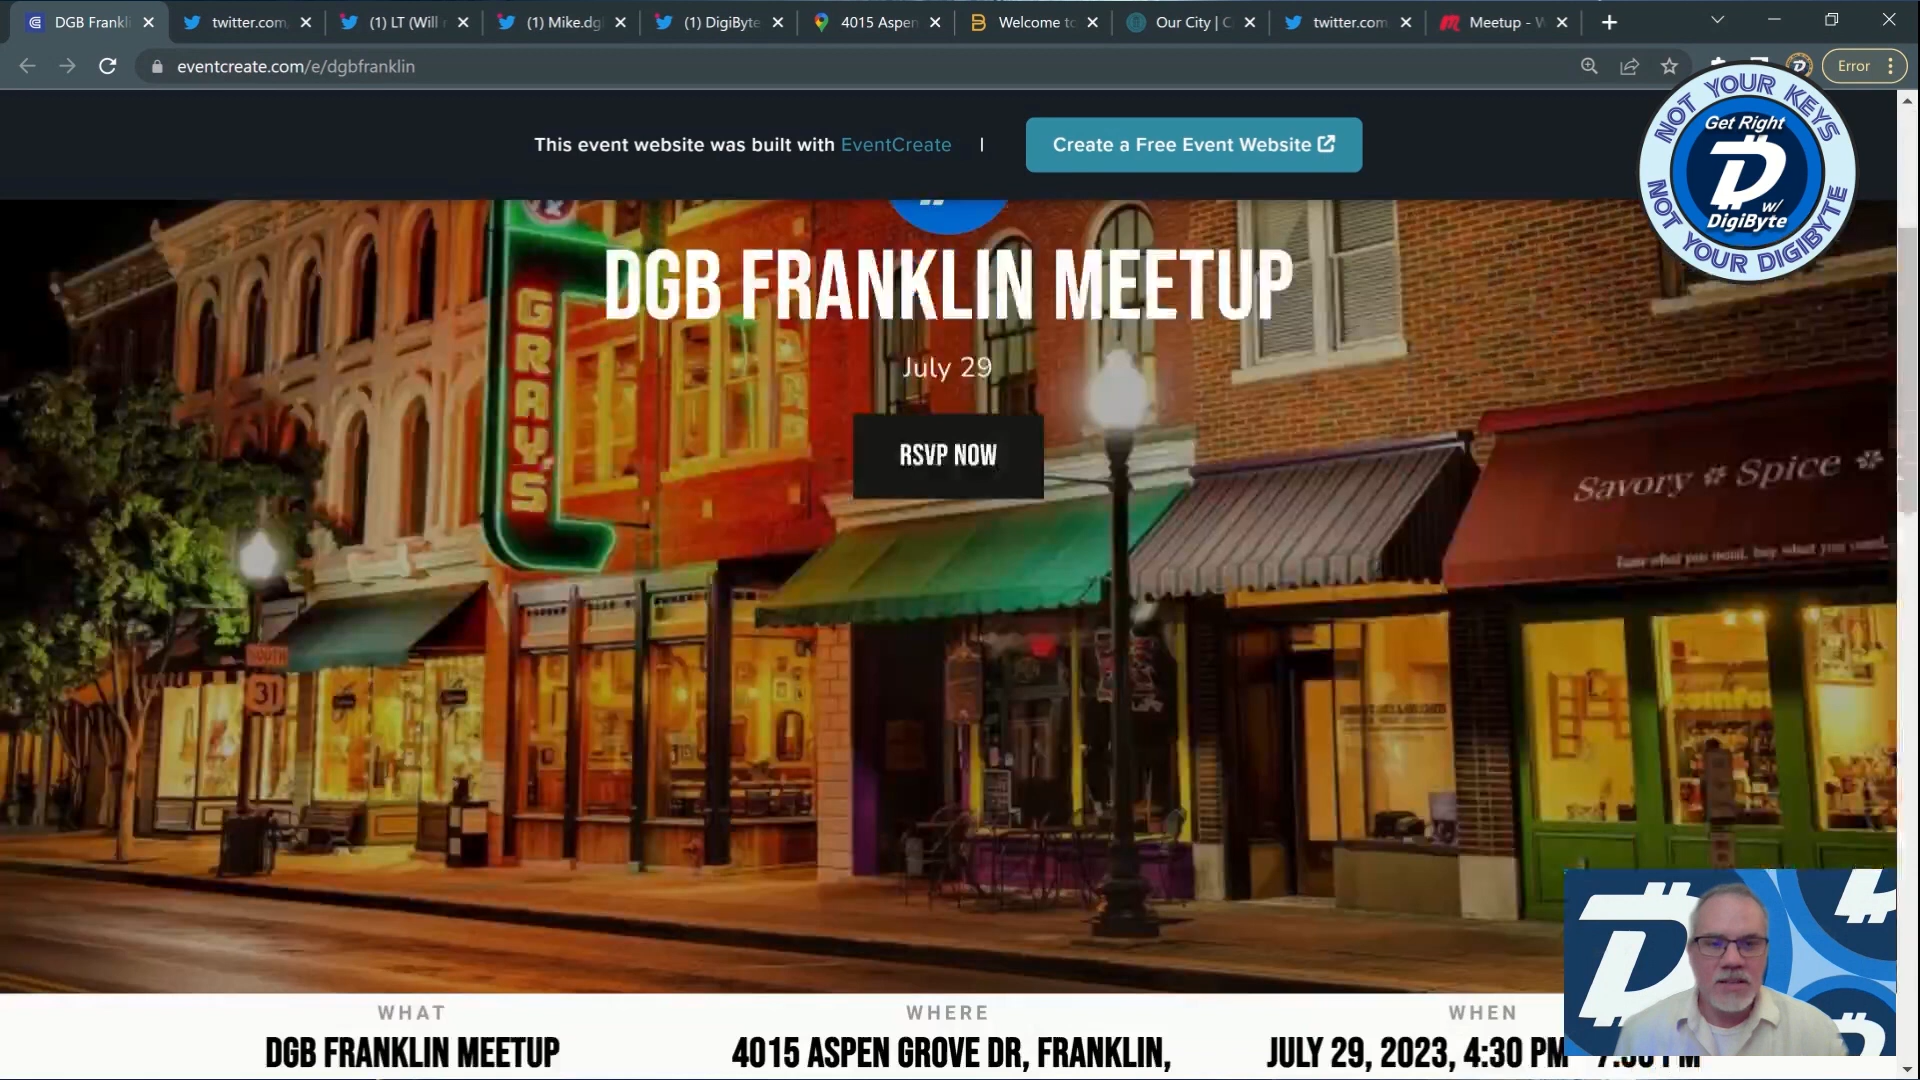 DGB Frankli
twitter.com
(1) LT (Will
(1) Mike.dg
(1) DigiByte
4015 Aspen
Welcome to
Our City | C
twitter.com
Meetup - W
eventcreate.com/e/dgbfranklin
Error
This event website was built with EventCreate |
Create a Free Event Website
NOT YOUR KEYS
Get Right
w/
DigiByte
NOT YOUR DIGIBYTE
DGB FRANKLIN MEETUP
July 29
RSVP NOW
GRAY'S
Savory Spice
SOUTH
31
WHAT
DGB FRANKLIN MEETUP
WHERE
4015 ASPEN GROVE DR, FRANKLIN,
WHEN
JULY 29, 2023, 4:30 PM